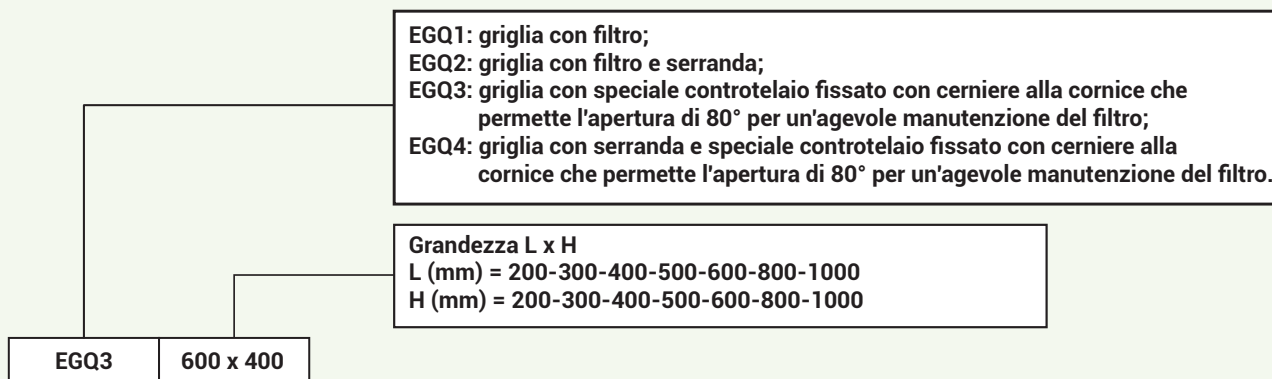 EGQ1: griglia con filtro;
EGQ2: griglia con filtro e serranda;
EGQ3: griglia con speciale controtelaio fissato con cerniere alla cornice che
permette l'apertura di 80° per un'agevole manutenzione del filtro;
EGQ4: griglia con serranda e speciale controtelaio fissato con cerniere alla
cornice che permette l'apertura di 80° per un'agevole manutenzione del filtro.
Grandezza L x H
L (mm) = 200-300-400-500-600-800-1000
H (mm) = 200-300-400-500-600-800-1000
EGQ3 600 x 400